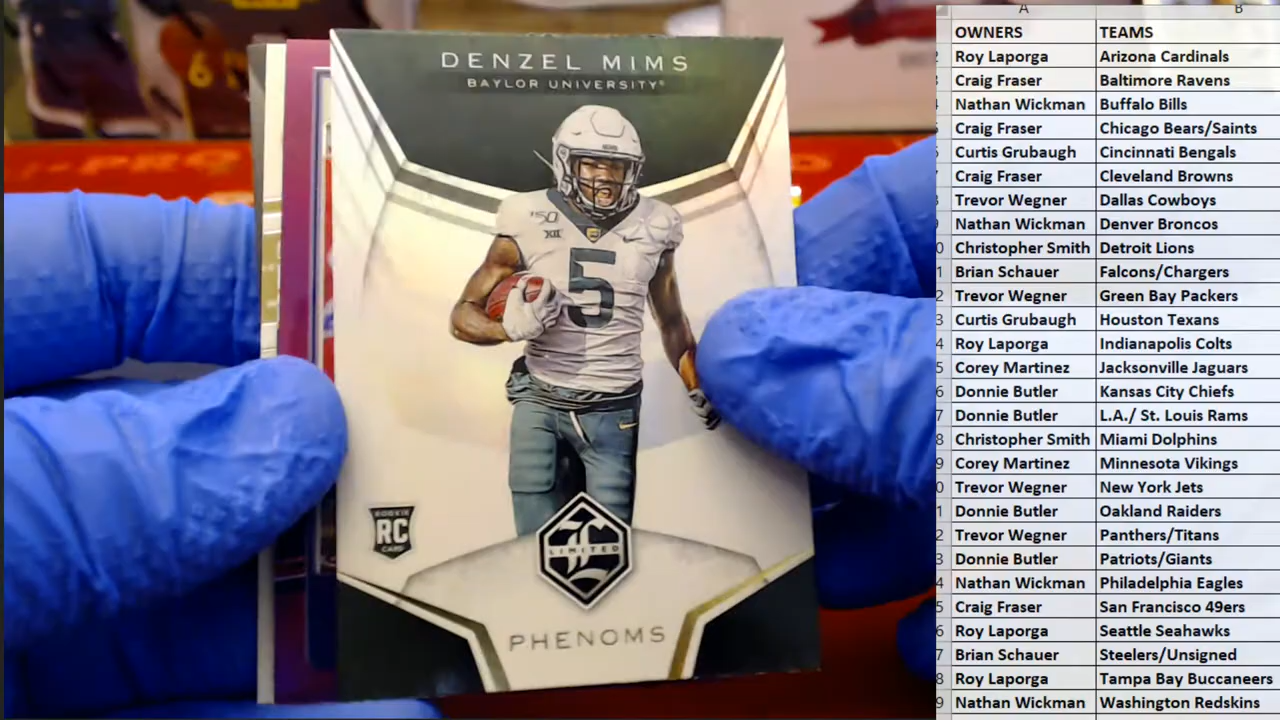 DENZEL MIMS
BAYLOR UNIVERSITY
'50
XII
5
ROOKIE
RC
CARD
LIMITED
PHENOMS
6
A B
OWNERS TEAMS
Roy Laporga Arizona Cardinals
Craig Fraser Baltimore Ravens
Nathan Wickman Buffalo Bills
Craig Fraser Chicago Bears/Saints
Curtis Grubaugh Cincinnati Bengals
Craig Fraser Cleveland Browns
Trevor Wegner Dallas Cowboys
Nathan Wickman Denver Broncos
Christopher Smith Detroit Lions
Brian Schauer Falcons/Chargers
Trevor Wegner Green Bay Packers
Curtis Grubaugh Houston Texans
Roy Laporga Indianapolis Colts
Corey Martinez Jacksonville Jaguars
Donnie Butler Kansas City Chiefs
Donnie Butler L.A./ St. Louis Rams
Christopher Smith Miami Dolphins
Corey Martinez Minnesota Vikings
Trevor Wegner New York Jets
Donnie Butler Oakland Raiders
Trevor Wegner Panthers/Titans
Donnie Butler Patriots/Giants
Nathan Wickman Philadelphia Eagles
Craig Fraser San Francisco 49ers
Roy Laporga Seattle Seahawks
Brian Schauer Steelers/Unsigned
Roy Laporga Tampa Bay Buccaneers
Nathan Wickman Washington Redskins